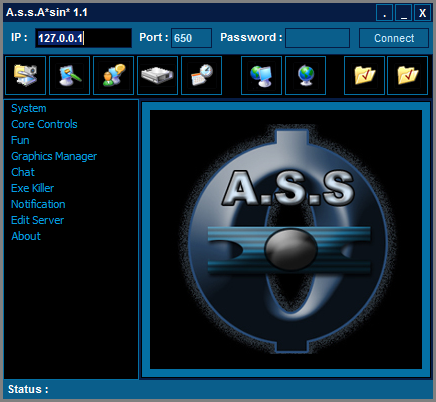 A.s.s.A*sin* 1.1 . _ X
IP : 127.0.0.1 Port : 650 Password : Connect
System
Core Controls
Fun
Graphics Manager
Chat
Exe Killer
Notification
Edit Server
About
A.S.S
Status :